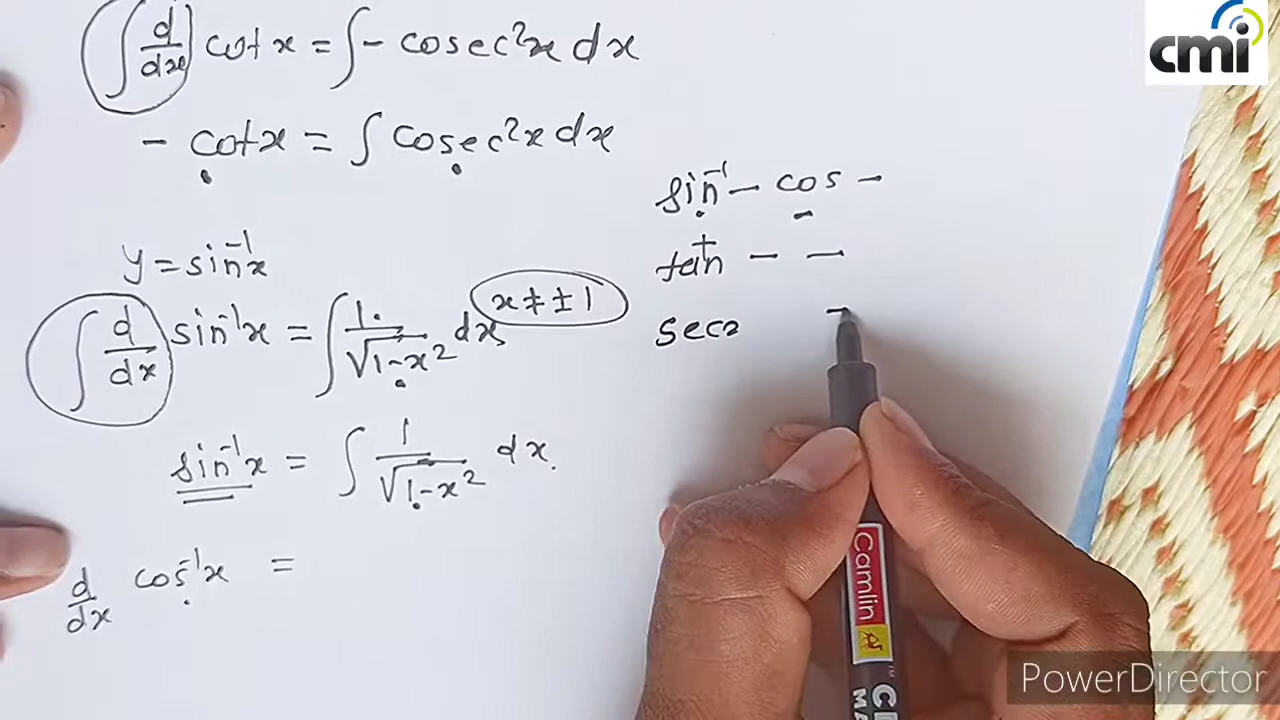 ∫ d/dx cot x = ∫ - cosec²x dx
- cot x = ∫ cosec²x dx
y = sin⁻¹x
∫ d/dx sin⁻¹x = ∫ 1/√1-x² dx x ≠ ±1
sin⁻¹x = ∫ 1/√1-x² dx.
d/dx cos⁻¹x =
sin⁻¹ - cos -
tan - -
sec
cmi
Camlin
PowerDirector